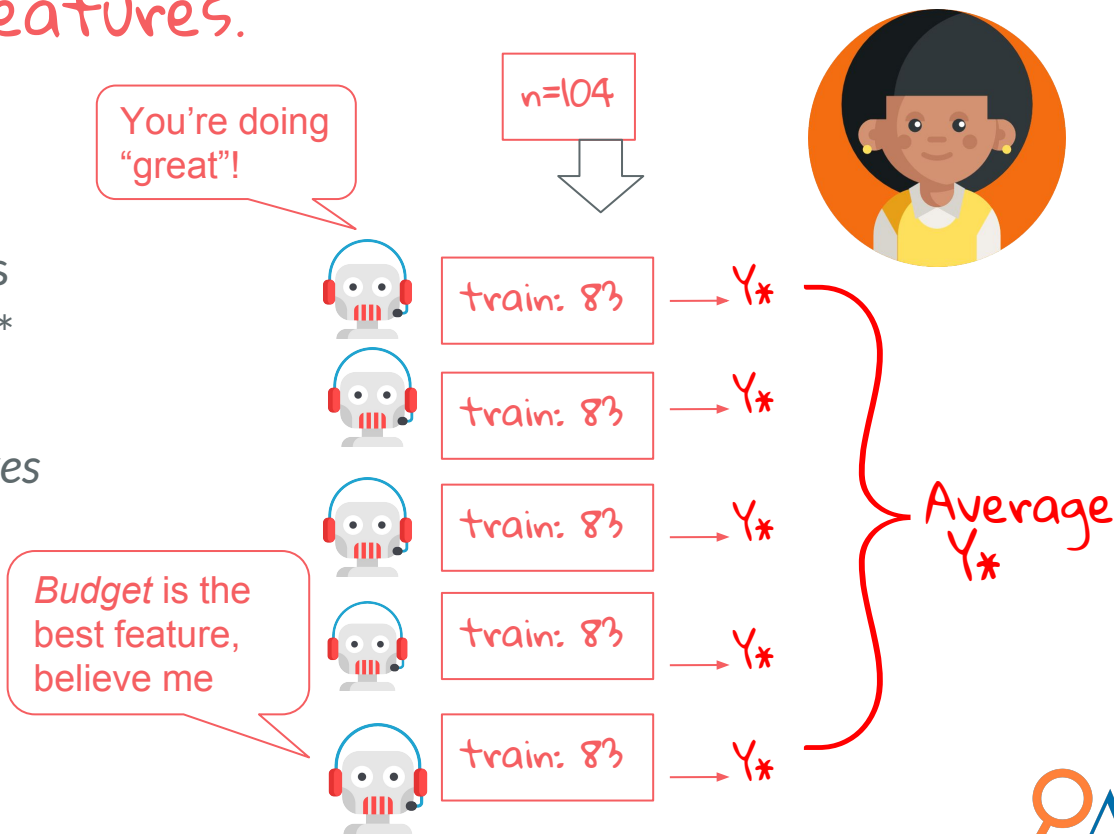 eatures.
n=104
You're doing
“great”!
s
*
es
train: 83
Y*
train: 83
Y*
train: 83
Y*
train: 83
Y*
train: 83
Y*
Average
Y*
Budget is the
best feature,
believe me